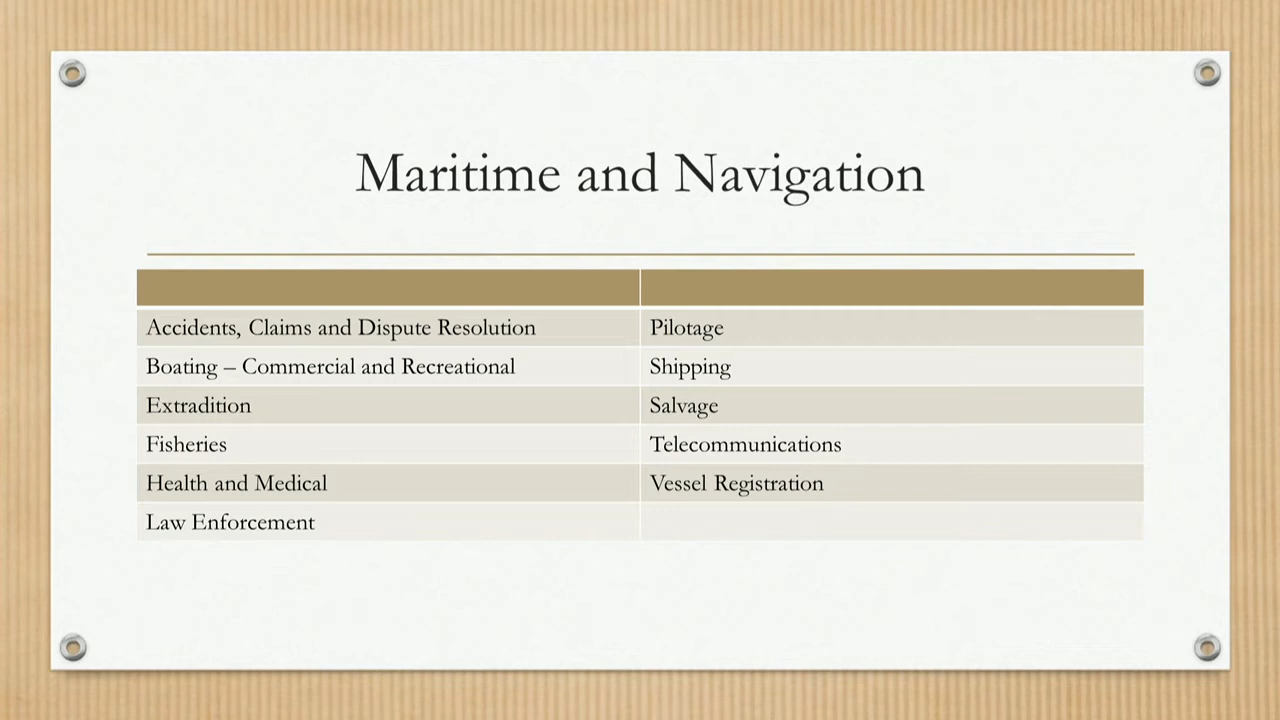 Maritime and Navigation
Accidents, Claims and Dispute Resolution
Pilotage
Boating – Commercial and Recreational
Shipping
Extradition
Salvage
Fisheries
Telecommunications
Health and Medical
Vessel Registration
Law Enforcement